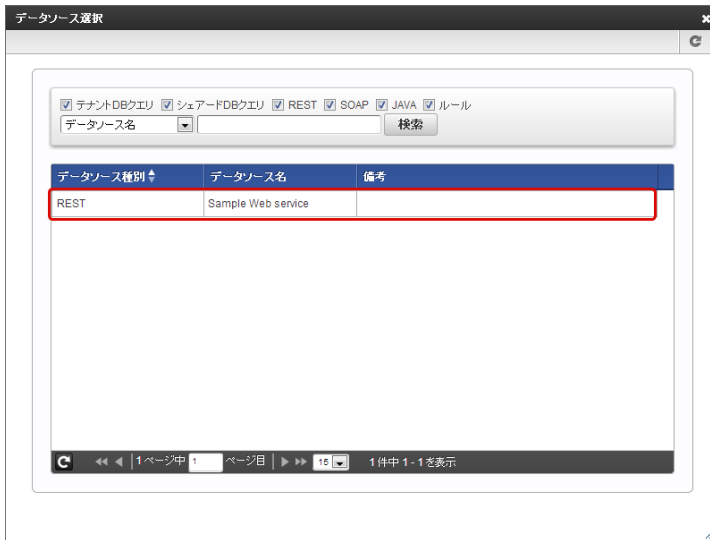 データソース選択
テナントDBクエリ シェアードDBクエリ REST SOAP JAVA ルール
データソース名 検索
データソース種別 データソース名 備考
REST Sample Web service
1 ページ中 1 ページ目 15 1 件中 1 - 1 を表示